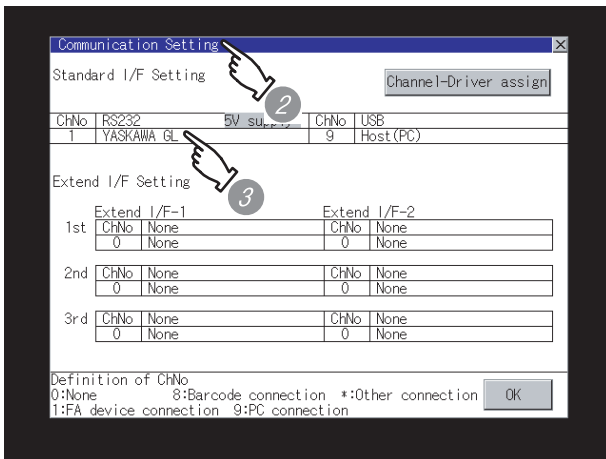 Communication Setting ×
Standard I/F Setting
Channel-Driver assign
2
ChNo RS232 5V supply ChNo USB
1 YASKAWA GL 9 Host(PC)
3
Extend I/F Setting
Extend I/F-1 Extend I/F-2
1st ChNo None ChNo None
0 None 0 None
2nd ChNo None ChNo None
0 None 0 None
3rd ChNo None ChNo None
0 None 0 None
Definition of ChNo
0:None 8:Barcode connection *:Other connection OK
1:FA device connection 9:PC connection